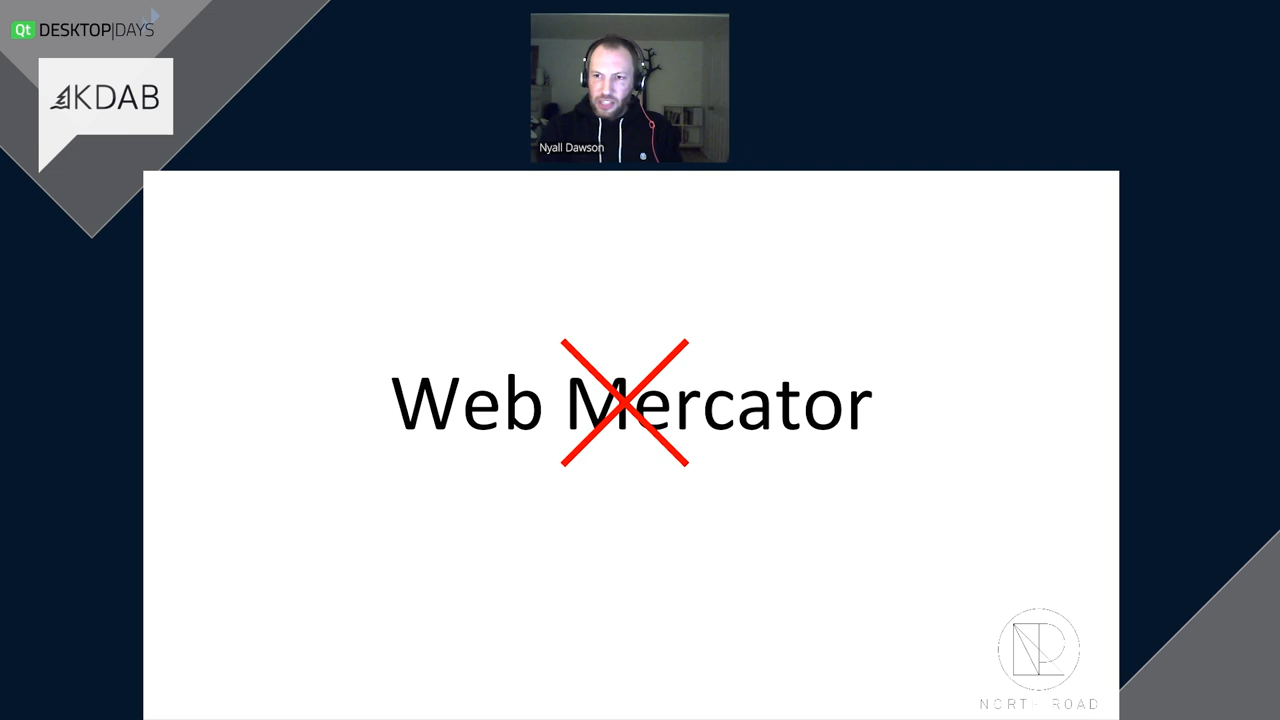 Qt DESKTOP|DAYS
KDAB
Nyall Dawson
Web Mercator
NORTH ROAD